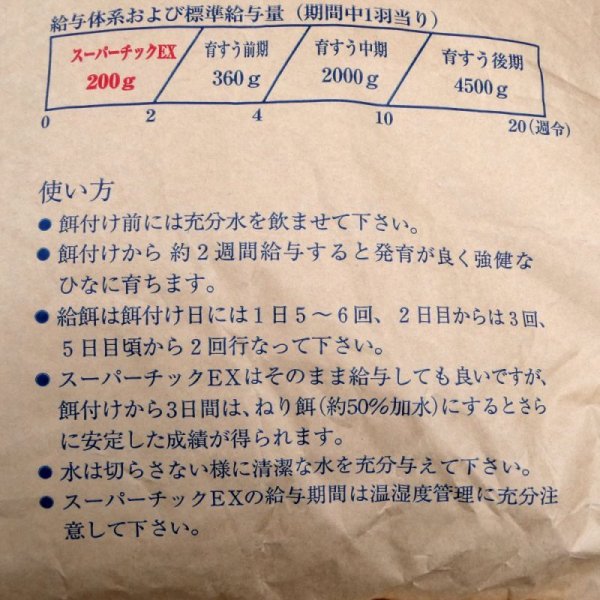 給与体系および標準給与量（期間中1羽当り）
スーパーチックEX 育すう前期 育すう中期 育すう後期
200g 360g 2000g 4500g
0 2 4 10 20(週令)
使い方
●餌付け前には充分水を飲ませて下さい。
●餌付けから 約２週間給与すると発育が良く強健な
ひなに育ちます。
●給餌は餌付け日には１日５～６回、２日目からは３回、
５日目頃から２回行なって下さい。
●スーパーチックEXはそのまま給与しても良いですが、
餌付けから3日間は、ねり餌(約50%加水)にするとさら
に安定した成績が得られます。
●水は切らさない様に清潔な水を充分与えて下さい。
●スーパーチックEXの給与期間は温湿度管理に充分注
意して下さい。